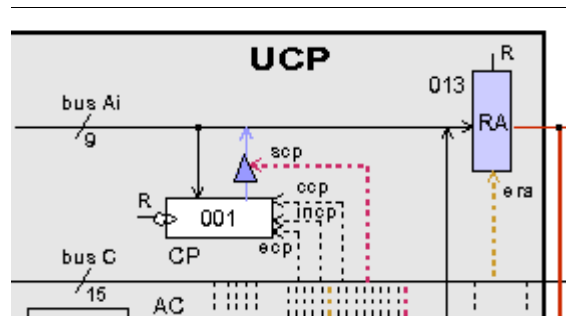 UCP
R
013
RA
bus Ai
9
scp
ccp
R
001
incp
era
ecp
CP
bus C
15
AC